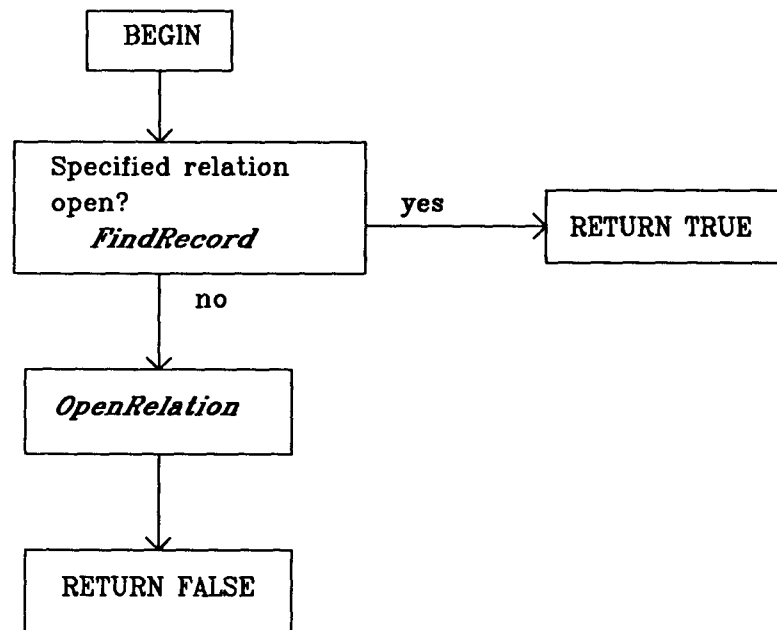 BEGIN
Specified relation
open?
FindRecord
yes
RETURN TRUE
no
OpenRelation
RETURN FALSE